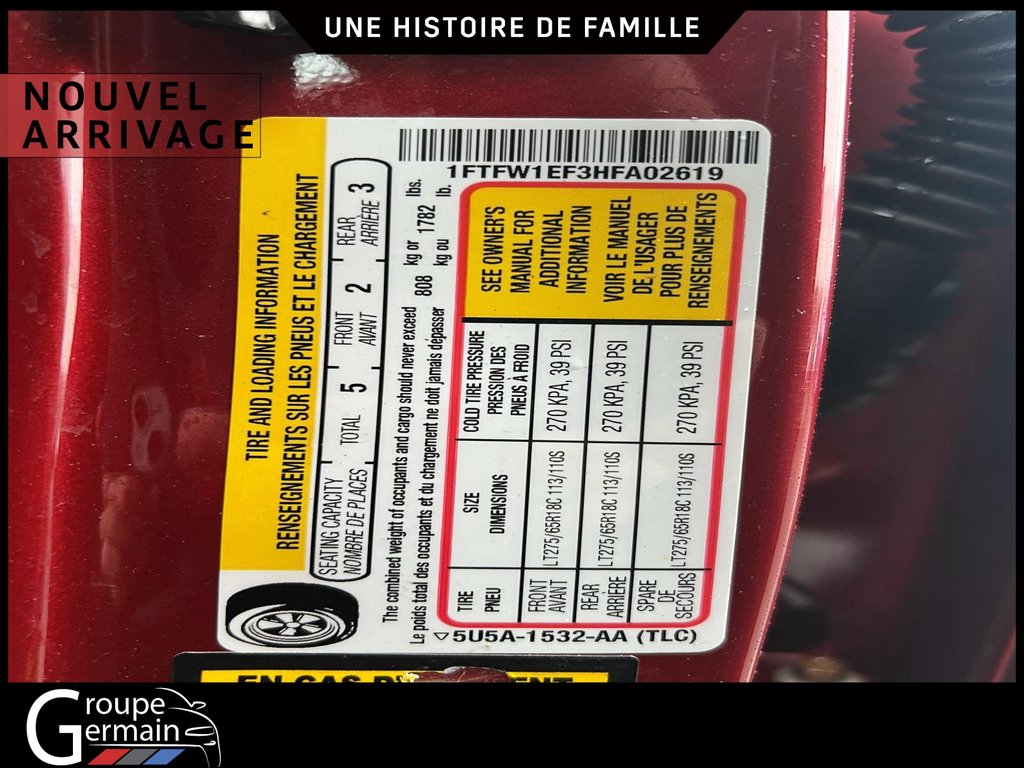 UNE HISTOIRE DE FAMILLE
NOUVEL
ARRIVAGE
1FTFW1EF3HFA02619
TIRE AND LOADING INFORMATION
RENSEIGNEMENTS SUR LES PNEUS ET LE CHARGEMENT
SEATING CAPACITY TOTAL 5 FRONT 2 REAR 3
NOMBRE DE PLACES AVANT ARRIÈRE
The combined weight of occupants and cargo should never exceed 808 kg or 1782 lbs.
Le poids total des occupants et du chargement ne doit jamais dépasser kg ou lb.
TIRE SIZE COLD TIRE PRESSURE
PNEU DIMENSIONS PRESSION DES
PNEUS À FROID
SEE OWNER'S
MANUAL FOR
ADDITIONAL
INFORMATION
VOIR LE MANUEL
DE L'USAGER
POUR PLUS DE
RENSEIGNEMENTS
FRONT
AVANT LT275/65R18C 113/110S 270 KPA, 39 PSI
REAR
ARRIÈRE LT275/65R18C 113/110S 270 KPA, 39 PSI
SPARE
DE
SECOURS LT275/65R18C 113/110S 270 KPA, 39 PSI
5U5A-1532-AA (TLC)
EN CAS
Groupe
Germain